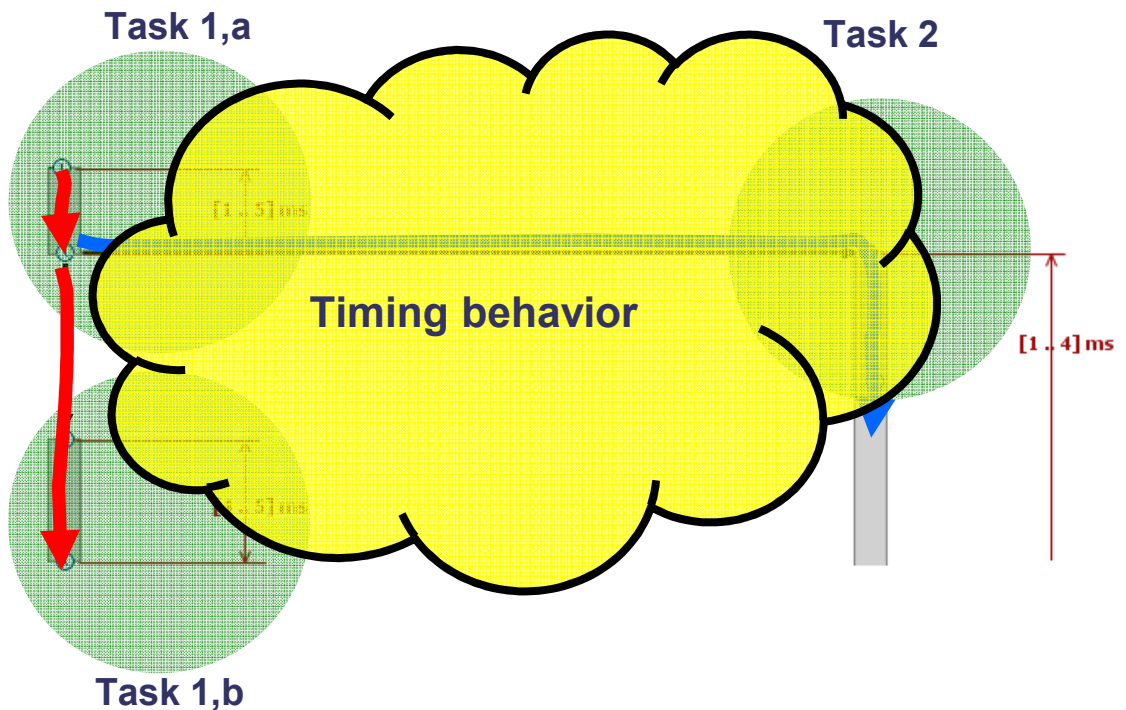 Task 1,a
Task 2
[1 .. 5] ms
Timing behavior
[1 .. 4] ms
Task 1,b